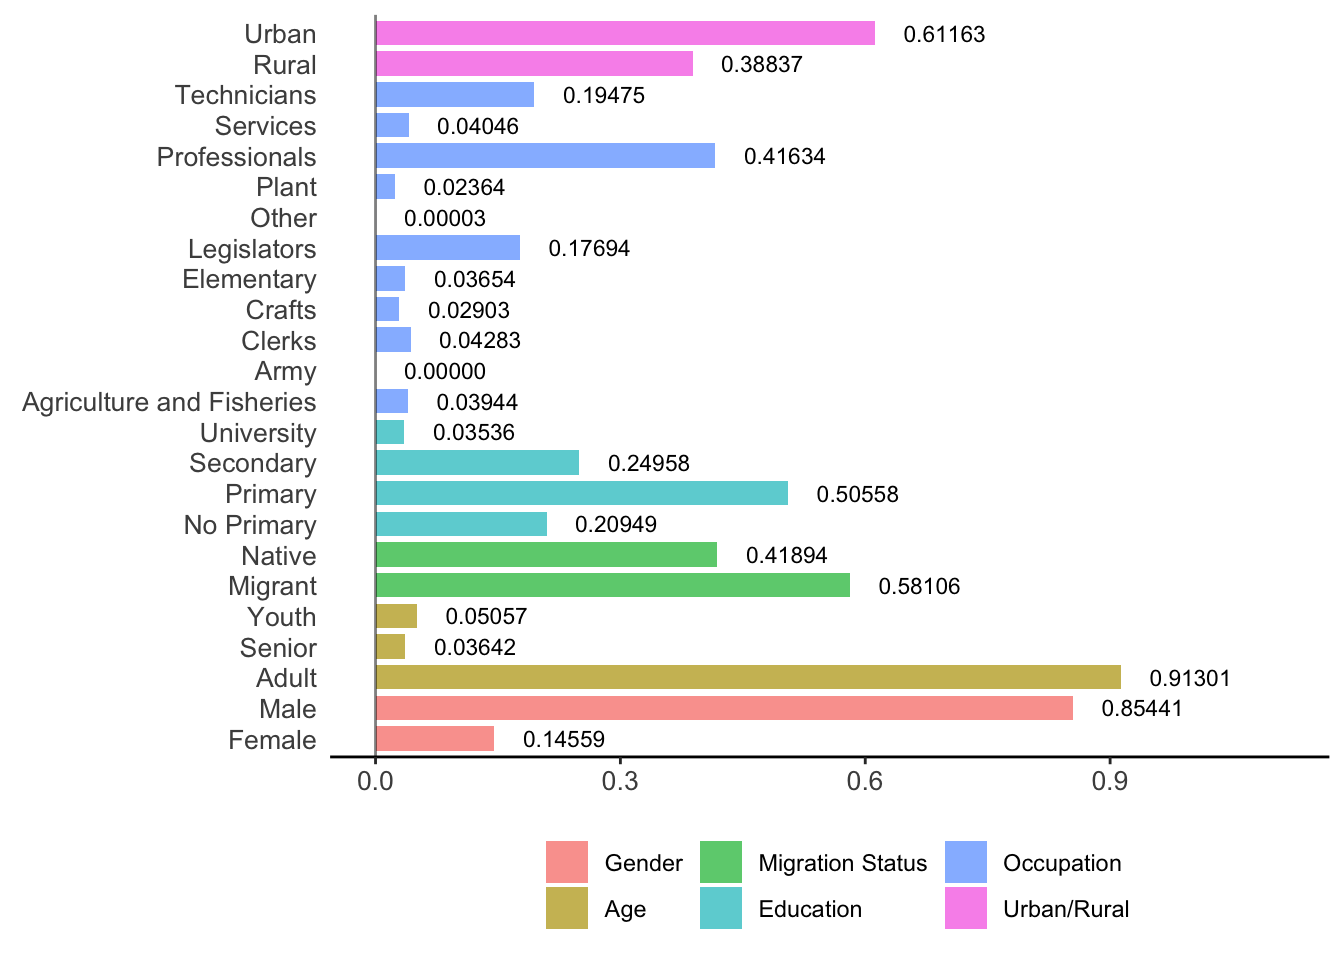 Urban 0.61163
Rural 0.38837
Technicians 0.19475
Services 0.04046
Professionals 0.41634
Plant 0.02364
Other 0.00003
Legislators 0.17694
Elementary 0.03654
Crafts 0.02903
Clerks 0.04283
Army 0.00000
Agriculture and Fisheries 0.03944
University 0.03536
Secondary 0.24958
Primary 0.50558
No Primary 0.20949
Native 0.41894
Migrant 0.58106
Youth 0.05057
Senior 0.03642
Adult 0.91301
Male 0.85441
Female 0.14559
0.0 0.3 0.6 0.9
Gender Migration Status Occupation
Age Education Urban/Rural